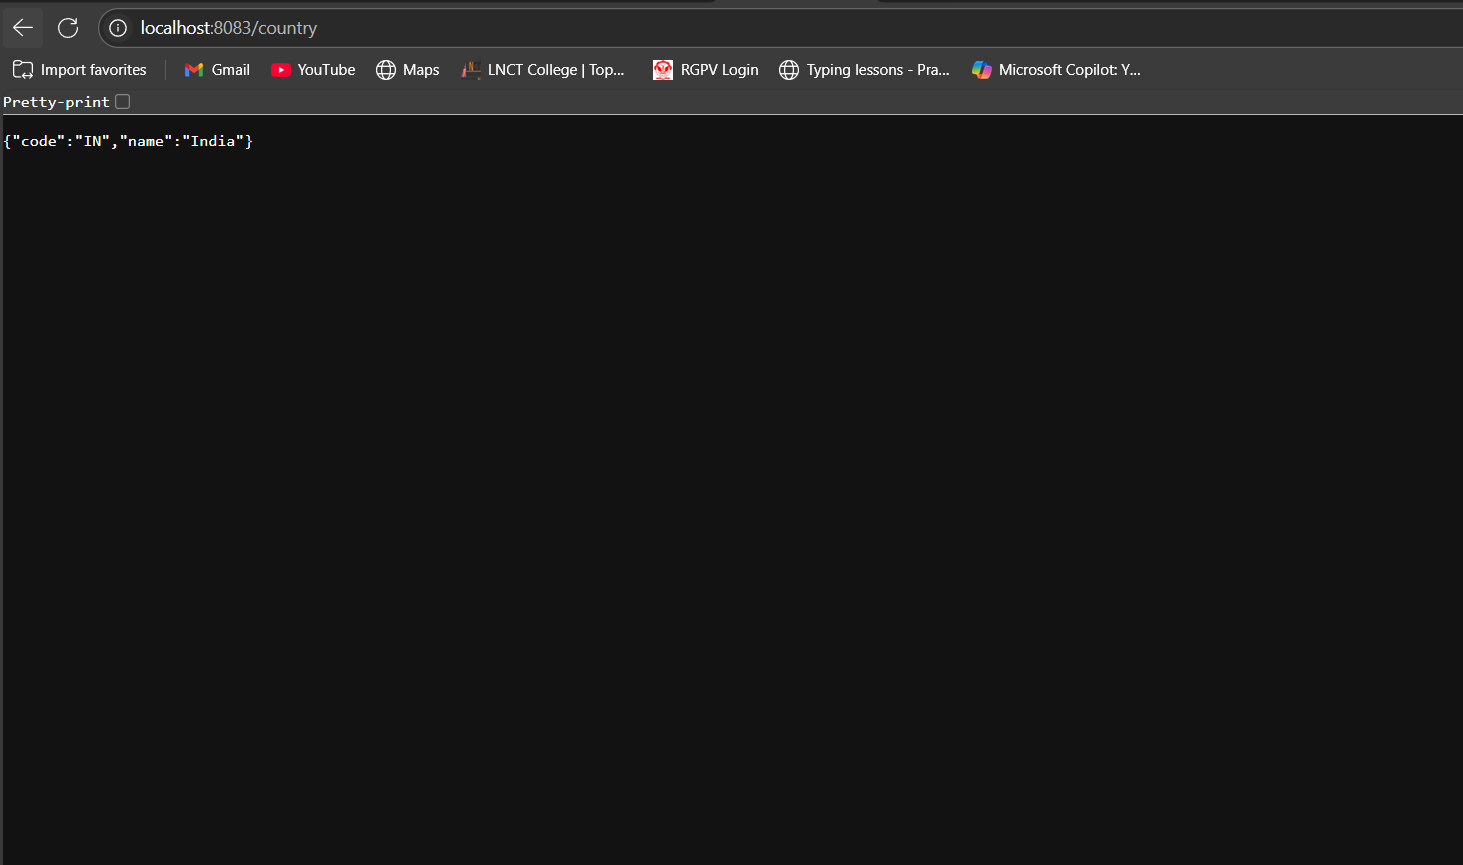 localhost:8083/country
Import favorites Gmail YouTube Maps LNCT College | Top... RGPV Login Typing lessons - Pra... Microsoft Copilot: Y...
Pretty-print
{"code":"IN","name":"India"}